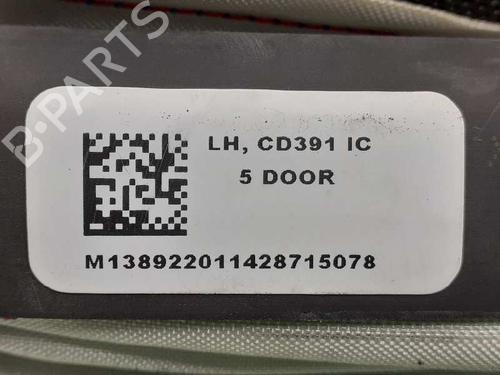 B-PARTS
LH, CD391 IC
5 DOOR
M138922011428715078